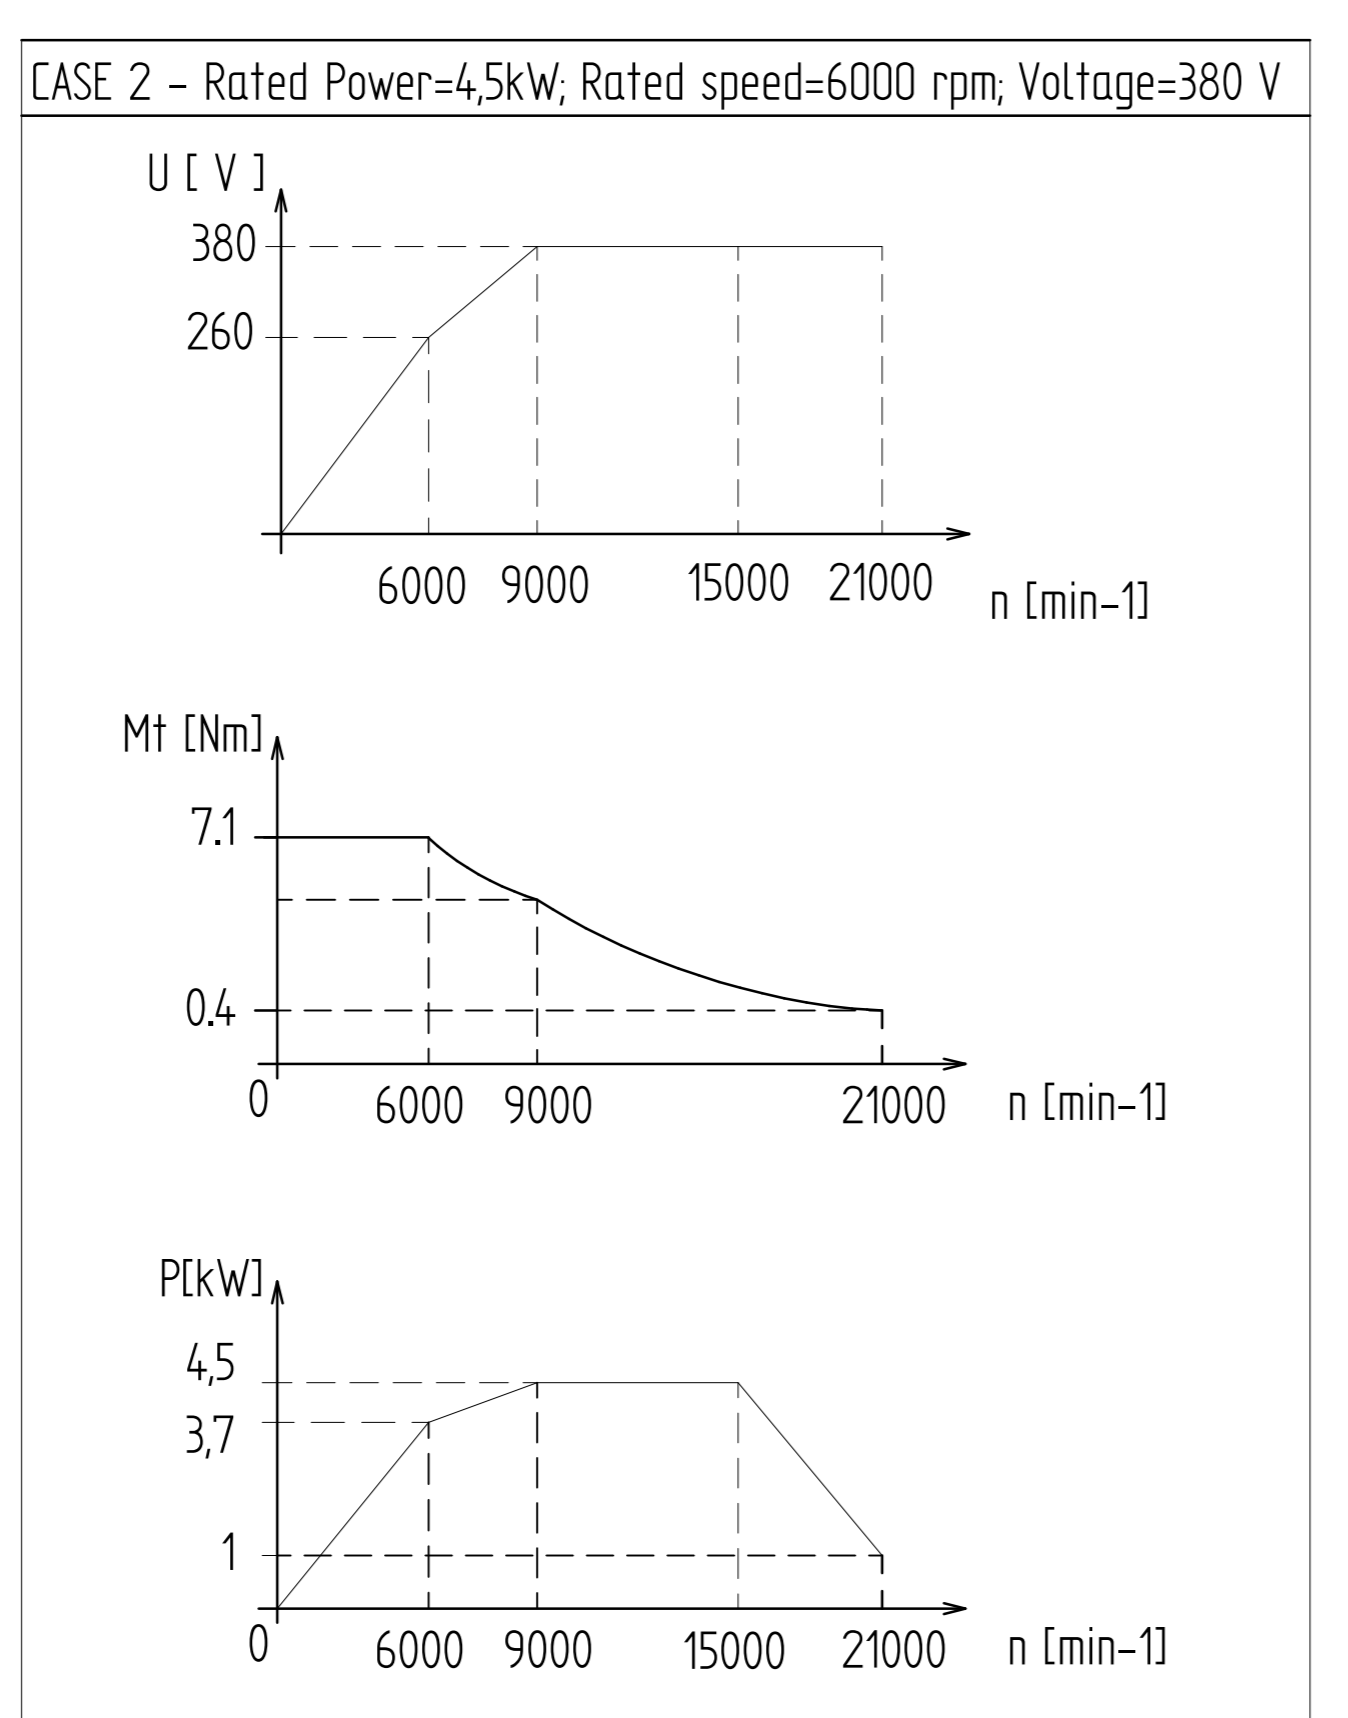 CASE 2 - Rated Power=4,5kW; Rated speed=6000 rpm; Voltage=380 V
U [ V ]
380
260
6000 9000 15000 21000 n [min-1]
Mt [Nm]
7.1
0.4
0 6000 9000 21000 n [min-1]
P[kW]
4,5
3,7
1
0 6000 9000 15000 21000 n [min-1]